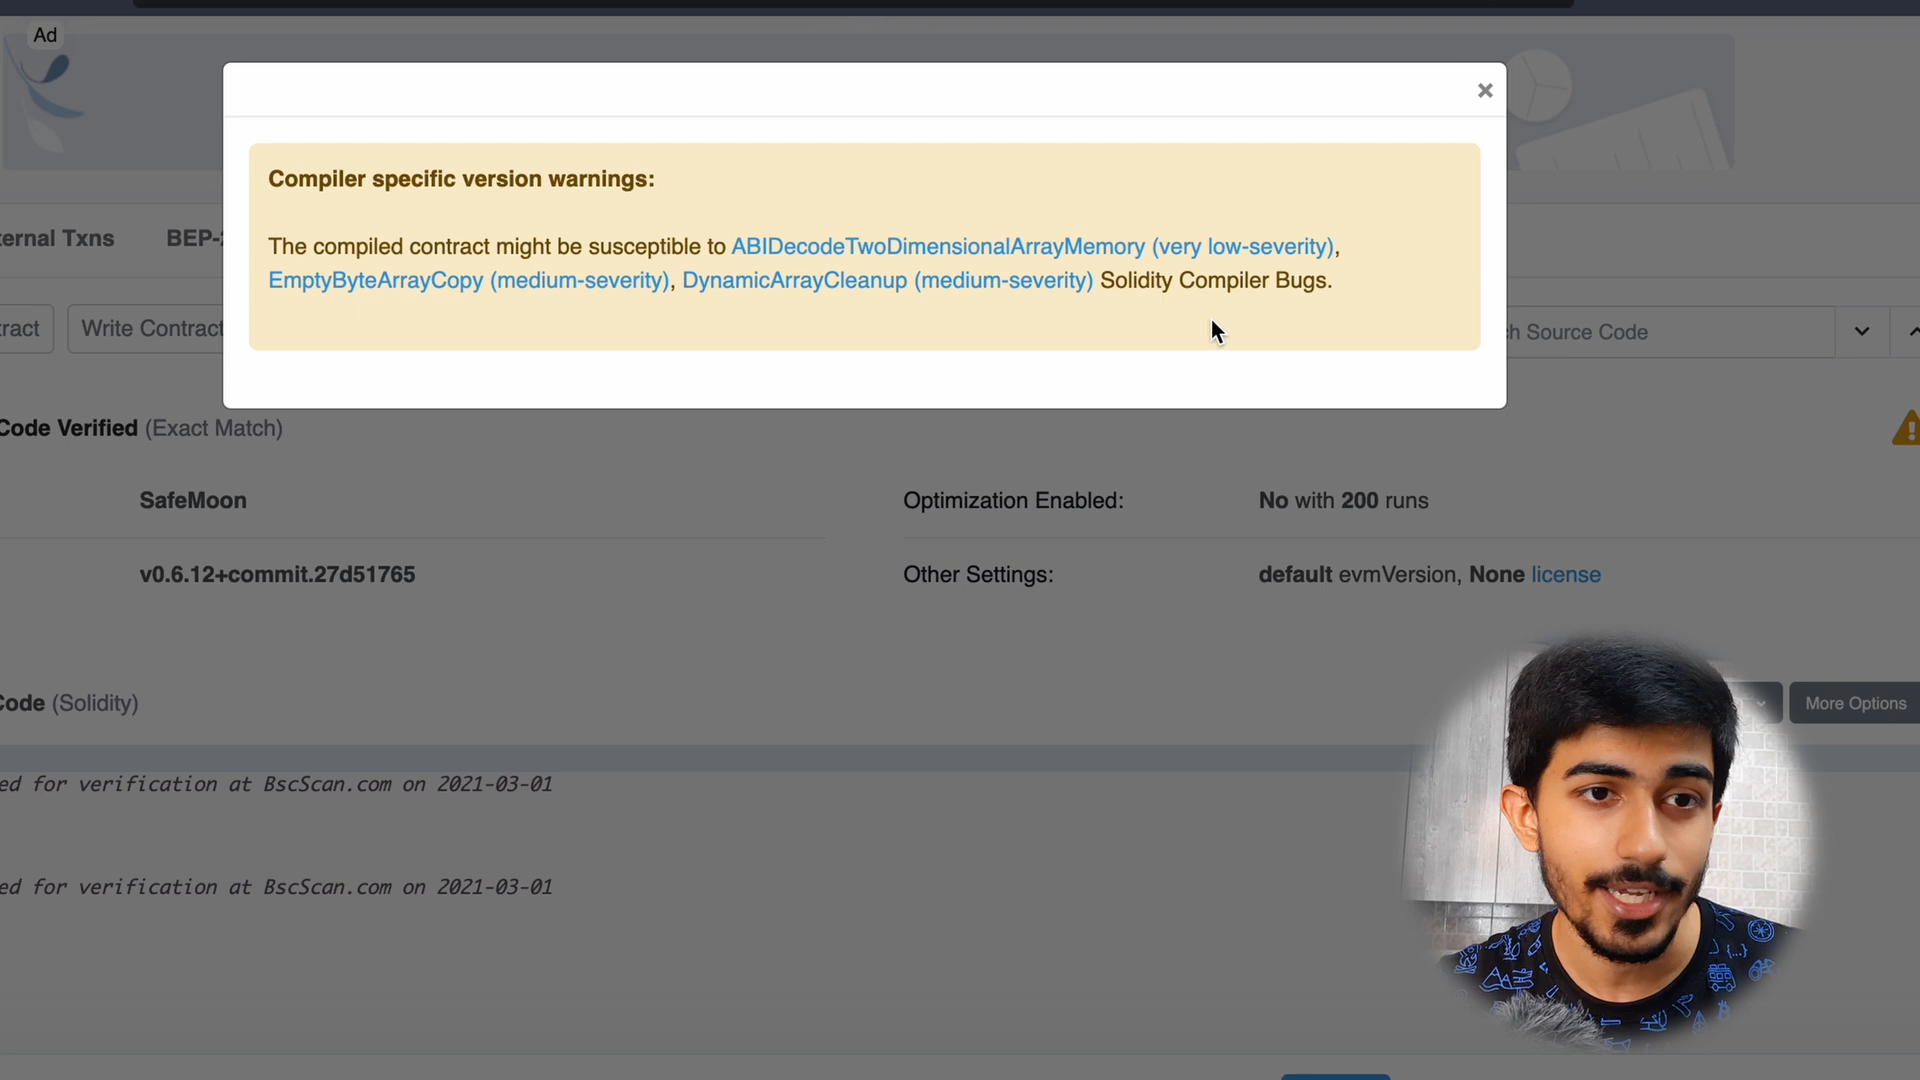 Ad
×
Compiler specific version warnings:
The compiled contract might be susceptible to ABIDecodeTwoDimensionalArrayMemory (very low-severity),
EmptyByteArrayCopy (medium-severity), DynamicArrayCleanup (medium-severity) Solidity Compiler Bugs.
ternal Txns BEP-2
ract Write Contract h Source Code
Code Verified (Exact Match)
SafeMoon Optimization Enabled: No with 200 runs
v0.6.12+commit.27d51765 Other Settings: default evmVersion, None license
Code (Solidity) More Options
ed for verification at BscScan.com on 2021-03-01
ed for verification at BscScan.com on 2021-03-01